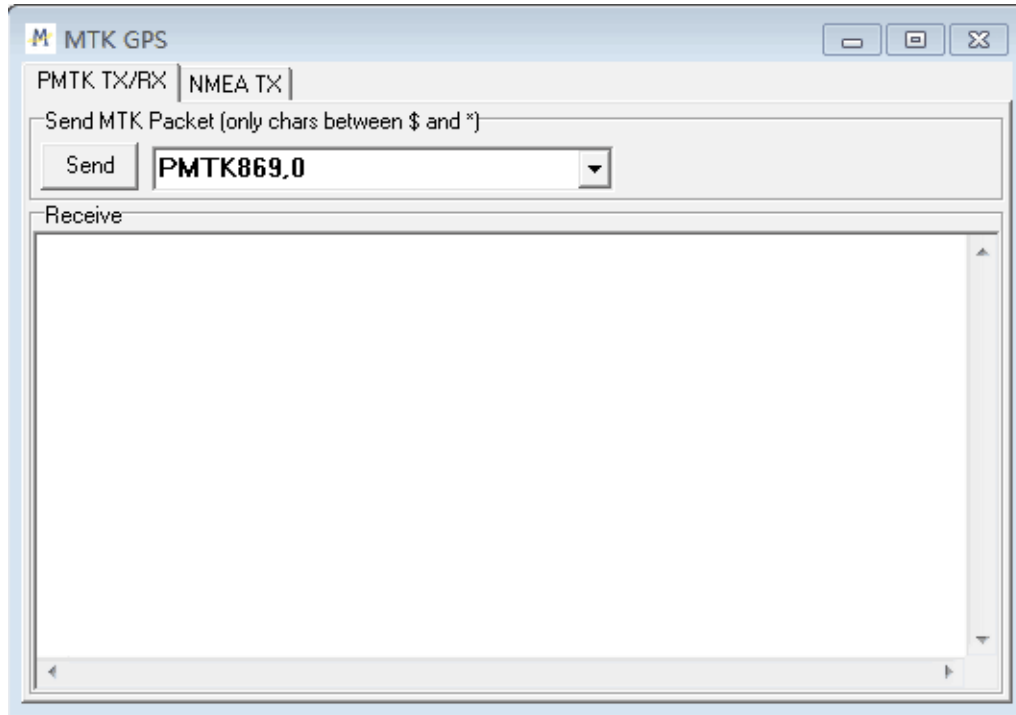 MTK GPS
PMTK TX/RX NMEA TX
Send MTK Packet (only chars between $ and *)
Send PMTK869,0
Receive